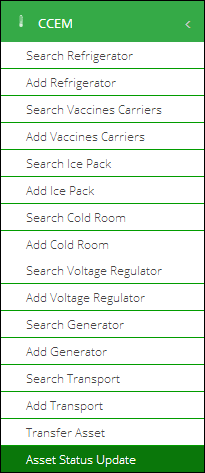 CCEM
Search Refrigerator
Add Refrigerator
Search Vaccines Carriers
Add Vaccines Carriers
Search Ice Pack
Add Ice Pack
Search Cold Room
Add Cold Room
Search Voltage Regulator
Add Voltage Regulator
Search Generator
Add Generator
Search Transport
Add Transport
Transfer Asset
Asset Status Update